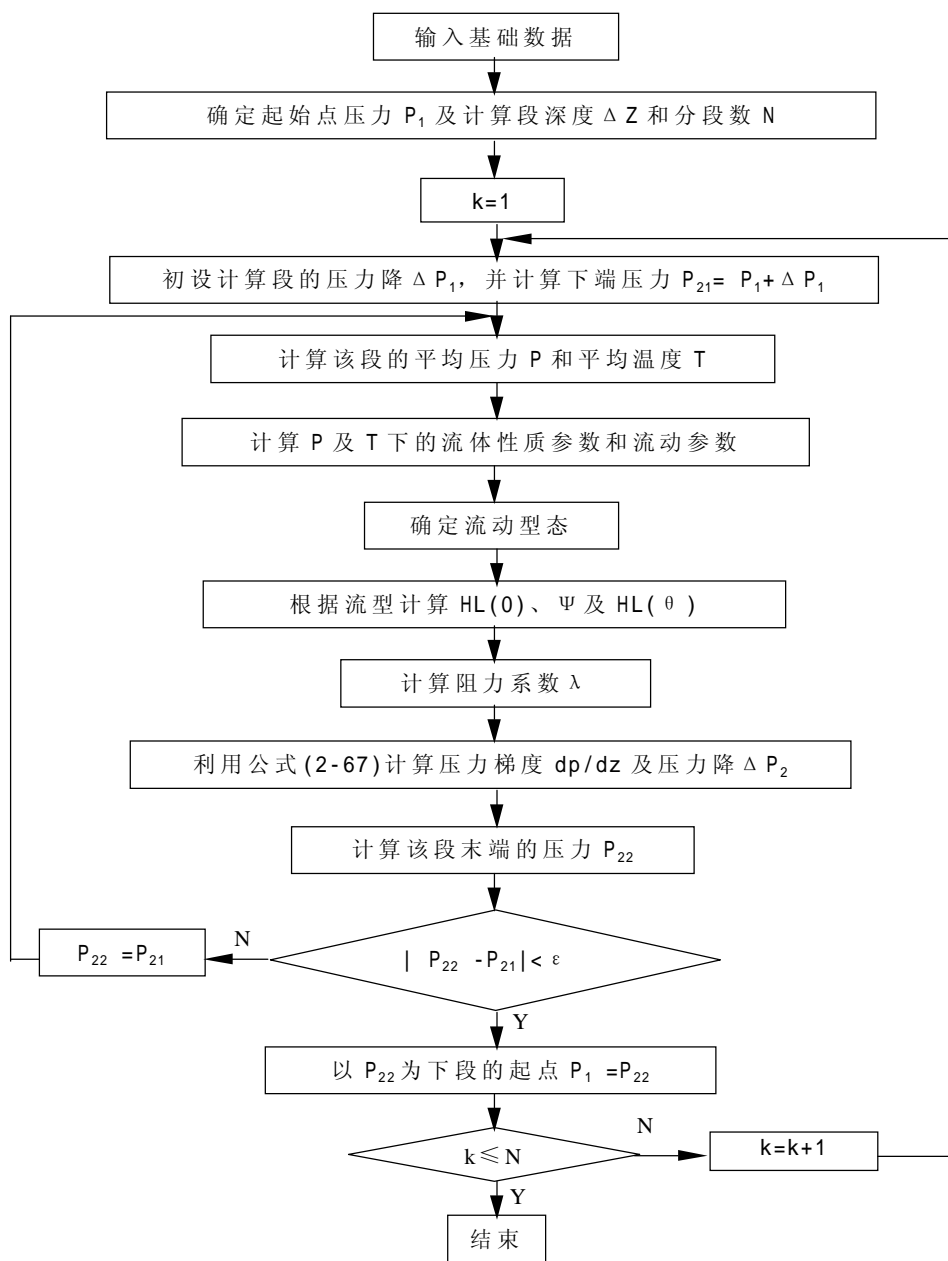 输入基础数据
确定起始点压力 P₁ 及计算段深度 Δ Z 和分段数 N
k=1
初设计算段的压力降 Δ P₁，并计算下端压力 P₂₁= P₁+ Δ P₁
计算该段的平均压力 P 和平均温度 T
计算 P 及 T 下的流体性质参数和流动参数
确定流动型态
根据流型计算 HL(0)、Ψ 及 HL(θ)
计算阻力系数 λ
利用公式(2-67)计算压力梯度 dp/dz 及压力降 Δ P₂
计算该段末端的压力 P₂₂
P₂₂ =P₂₁
N
| P₂₂ -P₂₁|< ε
Y
以 P₂₂ 为下段的起点 P₁ =P₂₂
k≤N
N
k=k+1
Y
结束